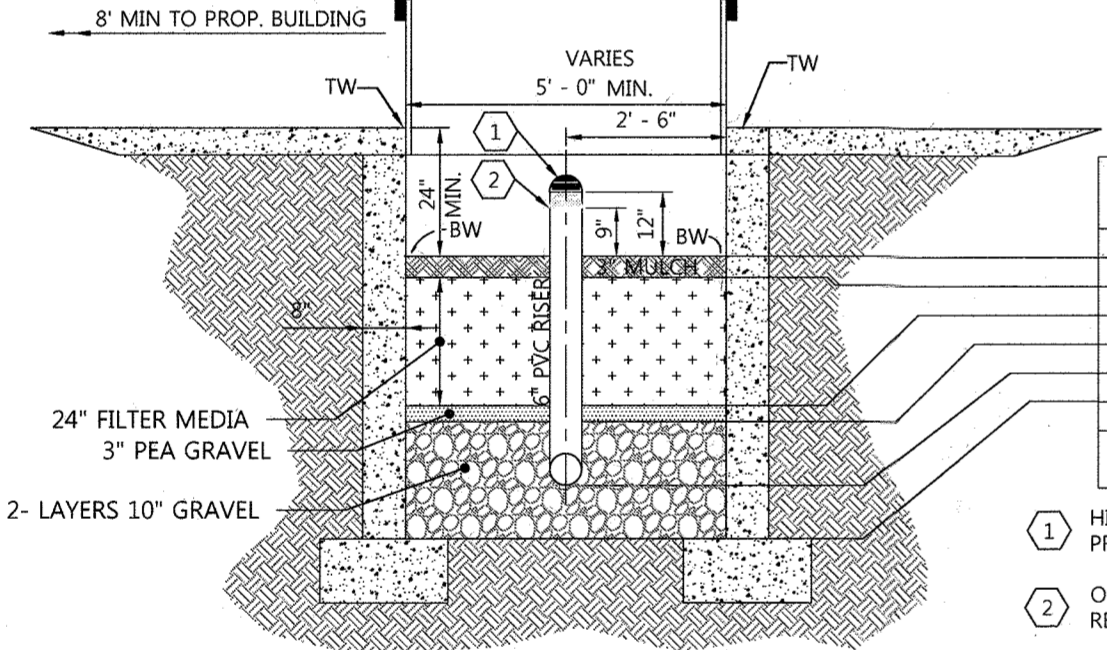 8' MIN TO PROP. BUILDING
VARIES
5' - 0" MIN.
TW
TW
2' - 6"
1
2
24" MIN.
9"
12"
BW
BW
3" MULCH
8"
6" PVC RISER
24" FILTER MEDIA
3" PEA GRAVEL
2- LAYERS 10" GRAVEL
1
2